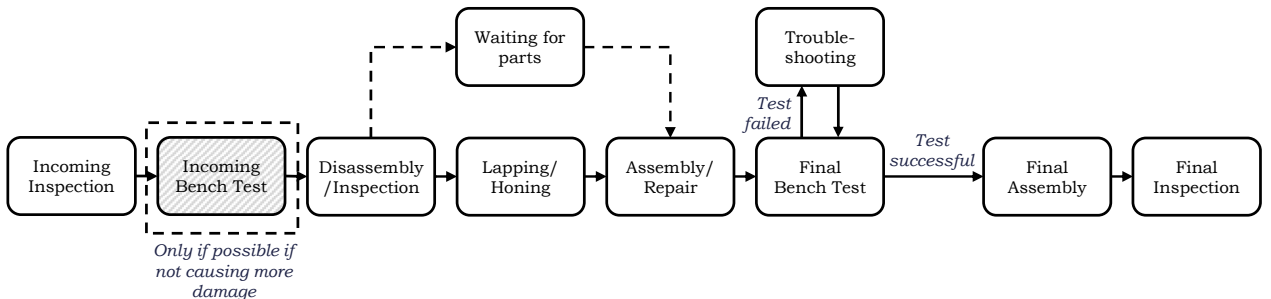 Waiting for
parts
Trouble-
shooting
Test
failed
Incoming
Inspection
Incoming
Bench Test
Disassembly
/Inspection
Lapping/
Honing
Assembly/
Repair
Final
Bench Test
Test
successful
Final
Assembly
Final
Inspection
Only if possible if
not causing more
damage